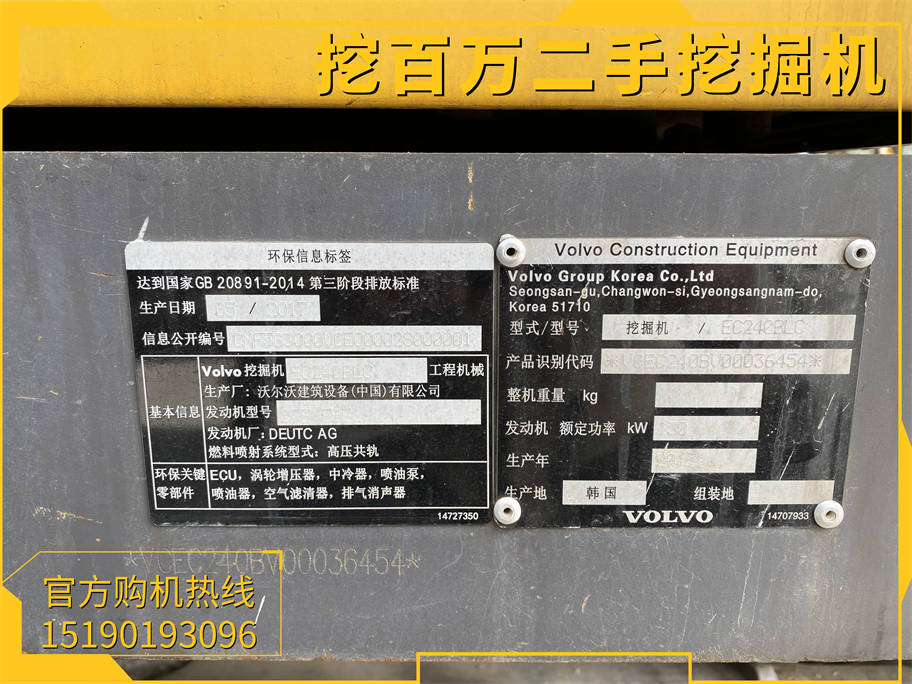 挖百万二手挖掘机
环保信息标签
达到国家GB 20891-2014 第三阶段排放标准
生产日期 / 2017
信息公开编号
Volvo 挖掘机 EC240BLC 工程机械
生产厂:沃尔沃建筑设备(中国)有限公司
基本信息 发动机型号
发动机厂:DEUTC AG
燃料喷射系统型式:高压共轨
环保关键零部件
ECU,涡轮增压器,中冷器,喷油泵,
喷油器,空气滤清器,排气消声器
14727350
Volvo Construction Equipment
Volvo Group Korea Co.,Ltd
Seongsan-gu,Changwon-si,Gyeongsangnam-do,
Korea 51710
型式/型号 挖掘机 / EC240BLC
产品识别代码 *VCEC240BV00036454*
整机重量 kg
发动机 额定功率 kW
生产年
生产地 韩国 组装地
VOLVO
14707933
*VCEC240BV00036454*
官方购机热线
15190193096